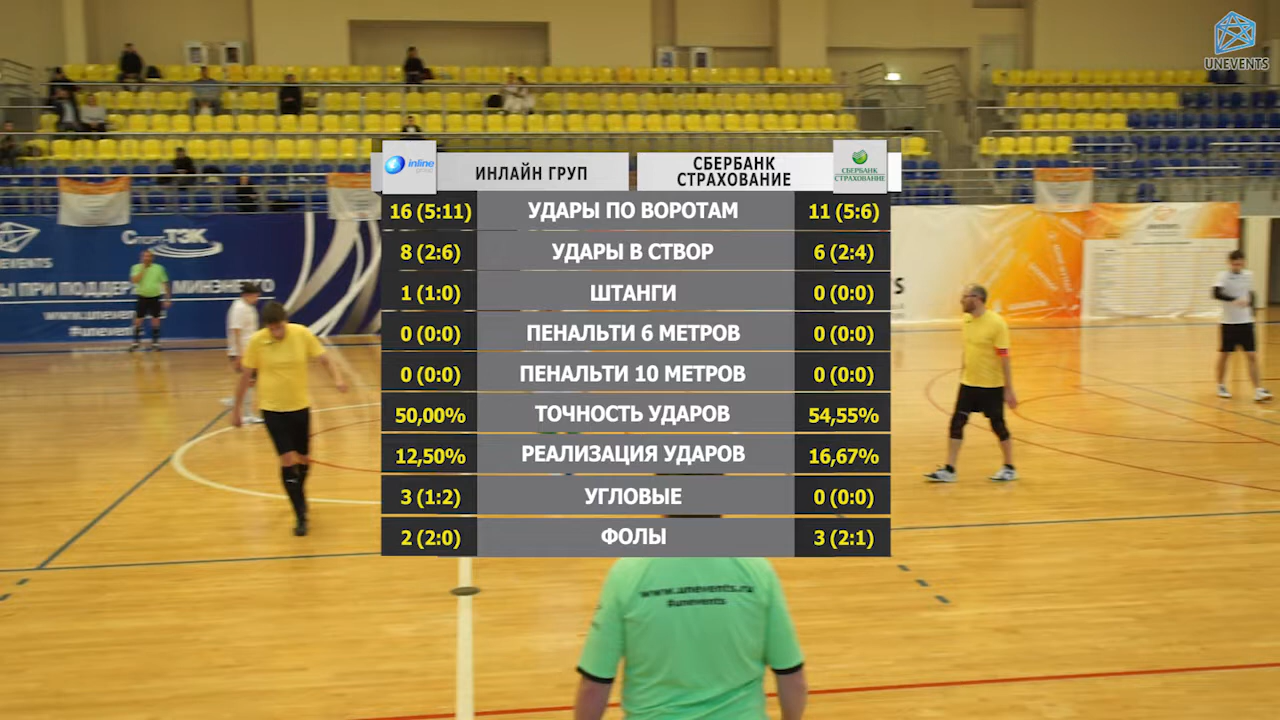 UNEVENTS
inline
group
ИНЛАЙН ГРУП
СБЕРБАНК
СТРАХОВАНИЕ
СБЕРБАНК
СТРАХОВАНИЕ
16 (5:11) УДАРЫ ПО ВОРОТАМ 11 (5:6)
8 (2:6) УДАРЫ В СТВОР 6 (2:4)
1 (1:0) ШТАНГИ 0 (0:0)
0 (0:0) ПЕНАЛЬТИ 6 МЕТРОВ 0 (0:0)
0 (0:0) ПЕНАЛЬТИ 10 МЕТРОВ 0 (0:0)
50,00% ТОЧНОСТЬ УДАРОВ 54,55%
12,50% РЕАЛИЗАЦИЯ УДАРОВ 16,67%
3 (1:2) УГЛОВЫЕ 0 (0:0)
2 (2:0) ФОЛЫ 3 (2:1)
www.unevents.ru
#unevents